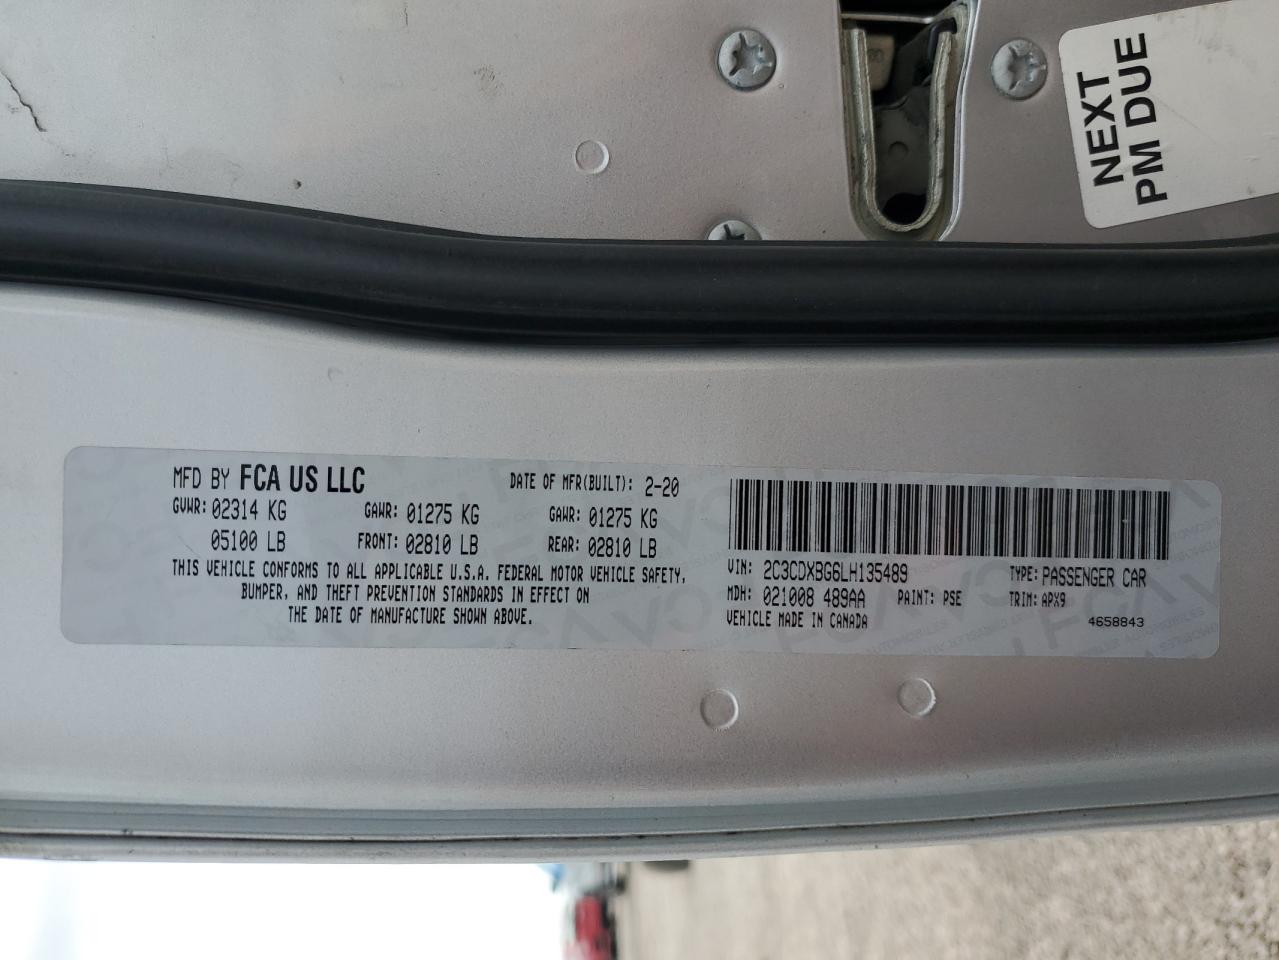 NEXT
PM DUE
MFD BY FCA US LLC
DATE OF MFR(BUILT): 2-20
GVWR: 02314 KG
05100 LB
GAWR: 01275 KG
FRONT: 02810 LB
GAWR: 01275 KG
REAR: 02810 LB
THIS VEHICLE CONFORMS TO ALL APPLICABLE U.S.A. FEDERAL MOTOR VEHICLE SAFETY,
BUMPER, AND THEFT PREVENTION STANDARDS IN EFFECT ON
THE DATE OF MANUFACTURE SHOWN ABOVE.
VIN: 2C3CDXBG6LH135489 TYPE: PASSENGER CAR
MDH: 021008 489AA PAINT: PSE TRIM: APX9
VEHICLE MADE IN CANADA 4658843